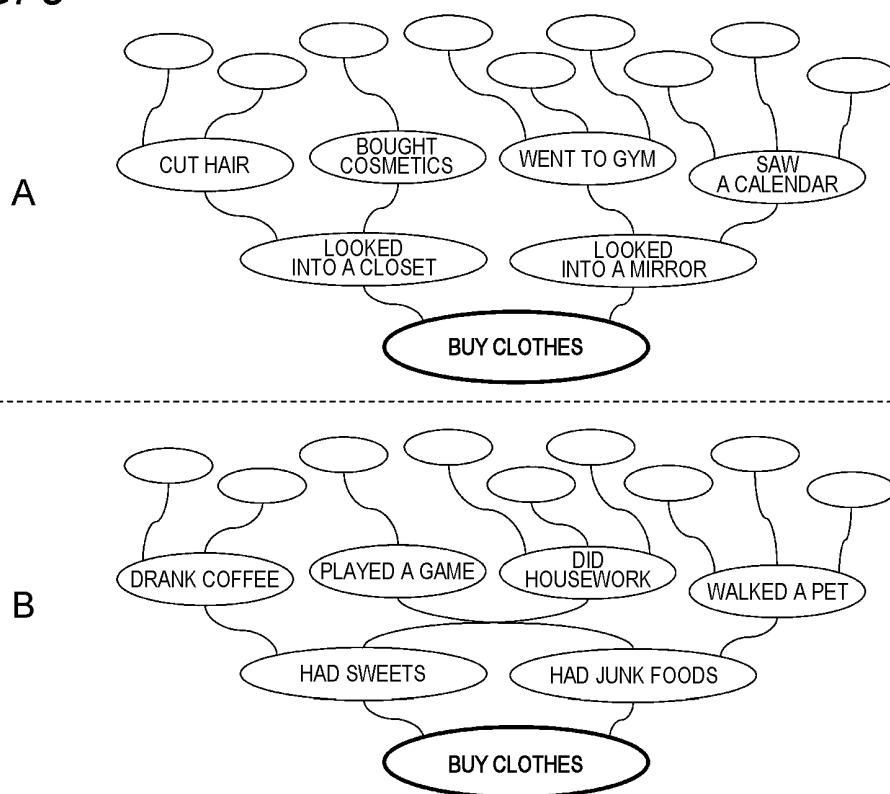 A
CUT HAIR
BOUGHT
COSMETICS
WENT TO GYM
SAW
A CALENDAR
LOOKED
INTO A CLOSET
LOOKED
INTO A MIRROR
BUY CLOTHES
B
DRANK COFFEE
PLAYED A GAME
DID
HOUSEWORK
WALKED A PET
HAD SWEETS
HAD JUNK FOODS
BUY CLOTHES